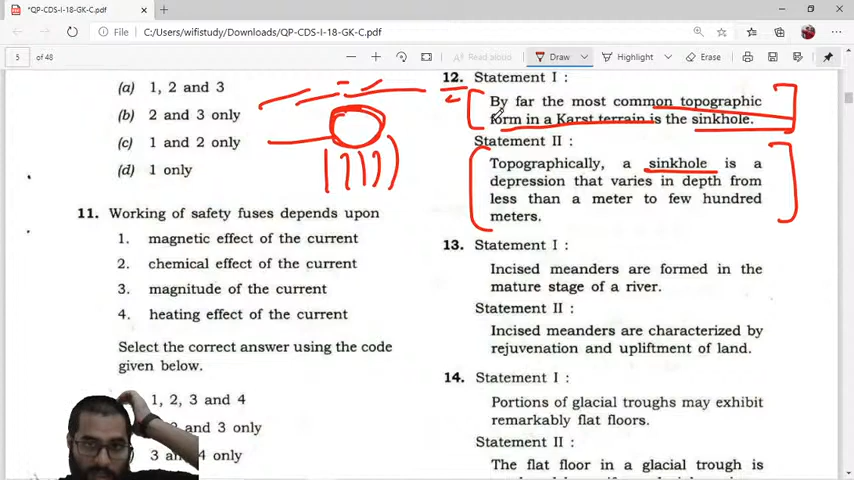 *QP-CDS-I-18-GK-C.pdf
File
C:/Users/wifistudy/Downloads/QP-CDS-I-18-GK-C.pdf
5 of 48
Read aloud
Draw
Highlight
Erase
(a) 1, 2 and 3
(b) 2 and 3 only
(c) 1 and 2 only
(d) 1 only
11. Working of safety fuses depends upon
1. magnetic effect of the current
2. chemical effect of the current
3. magnitude of the current
4. heating effect of the current
Select the correct answer using the code
given below.
1, 2, 3 and 4
and 3 only
3 an 4 only
12. Statement I :
By far the most common topographic
form in a Karst terrain is the sinkhole.
Statement II :
Topographically, a sinkhole is a
depression that varies in depth from
less than a meter to few hundred
meters.
13. Statement I :
Incised meanders are formed in the
mature stage of a river.
Statement II :
Incised meanders are characterized by
rejuvenation and upliftment of land.
14. Statement I :
Portions of glacial troughs may exhibit
remarkably flat floors.
Statement II :
The flat floor in a glacial trough is